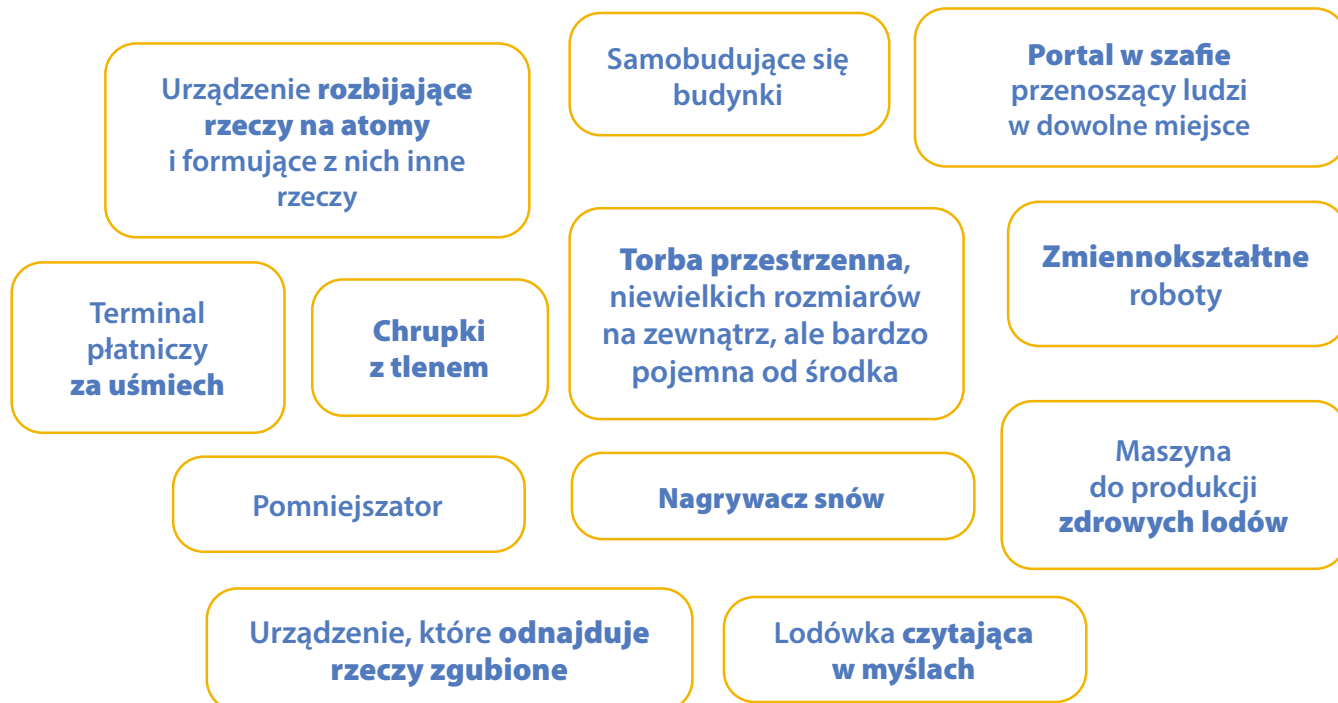 Urządzenie rozbijające
rzeczy na atomy
i formujące z nich inne
rzeczy
Samobudujące się
budynki
Portal w szafie
przenoszący ludzi
w dowolne miejsce
Terminal
płatniczy
za uśmiech
Chrupki
z tlenem
Torba przestrzenna,
niewielkich rozmiarów
na zewnątrz, ale bardzo
pojemna od środka
Zmiennokształtne
roboty
Pomniejszator
Nagrywacz snów
Maszyna
do produkcji
zdrowych lodów
Urządzenie, które odnajduje
rzeczy zgubione
Lodówka czytająca
w myślach